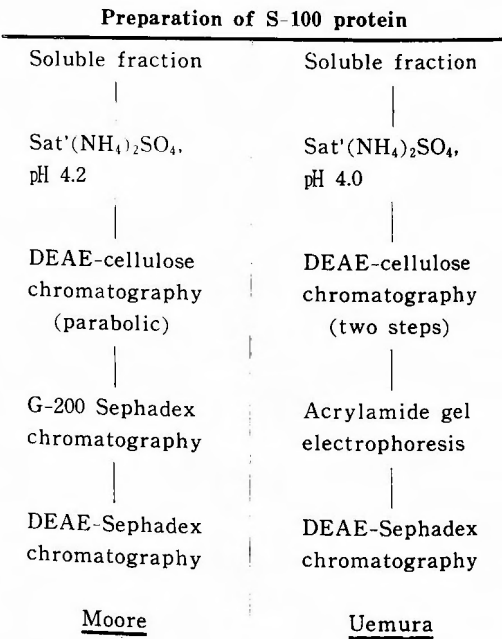 Preparation of S-100 protein
Soluble fraction
Sat'(NH₄)₂SO₄,
pH 4.2
DEAE-cellulose
chromatography
(parabolic)
G-200 Sephadex
chromatography
DEAE-Sephadex
chromatography
Moore
Soluble fraction
Sat'(NH₄)₂SO₄,
pH 4.0
DEAE-cellulose
chromatography
(two steps)
Acrylamide gel
electrophoresis
DEAE-Sephadex
chromatography
Uemura